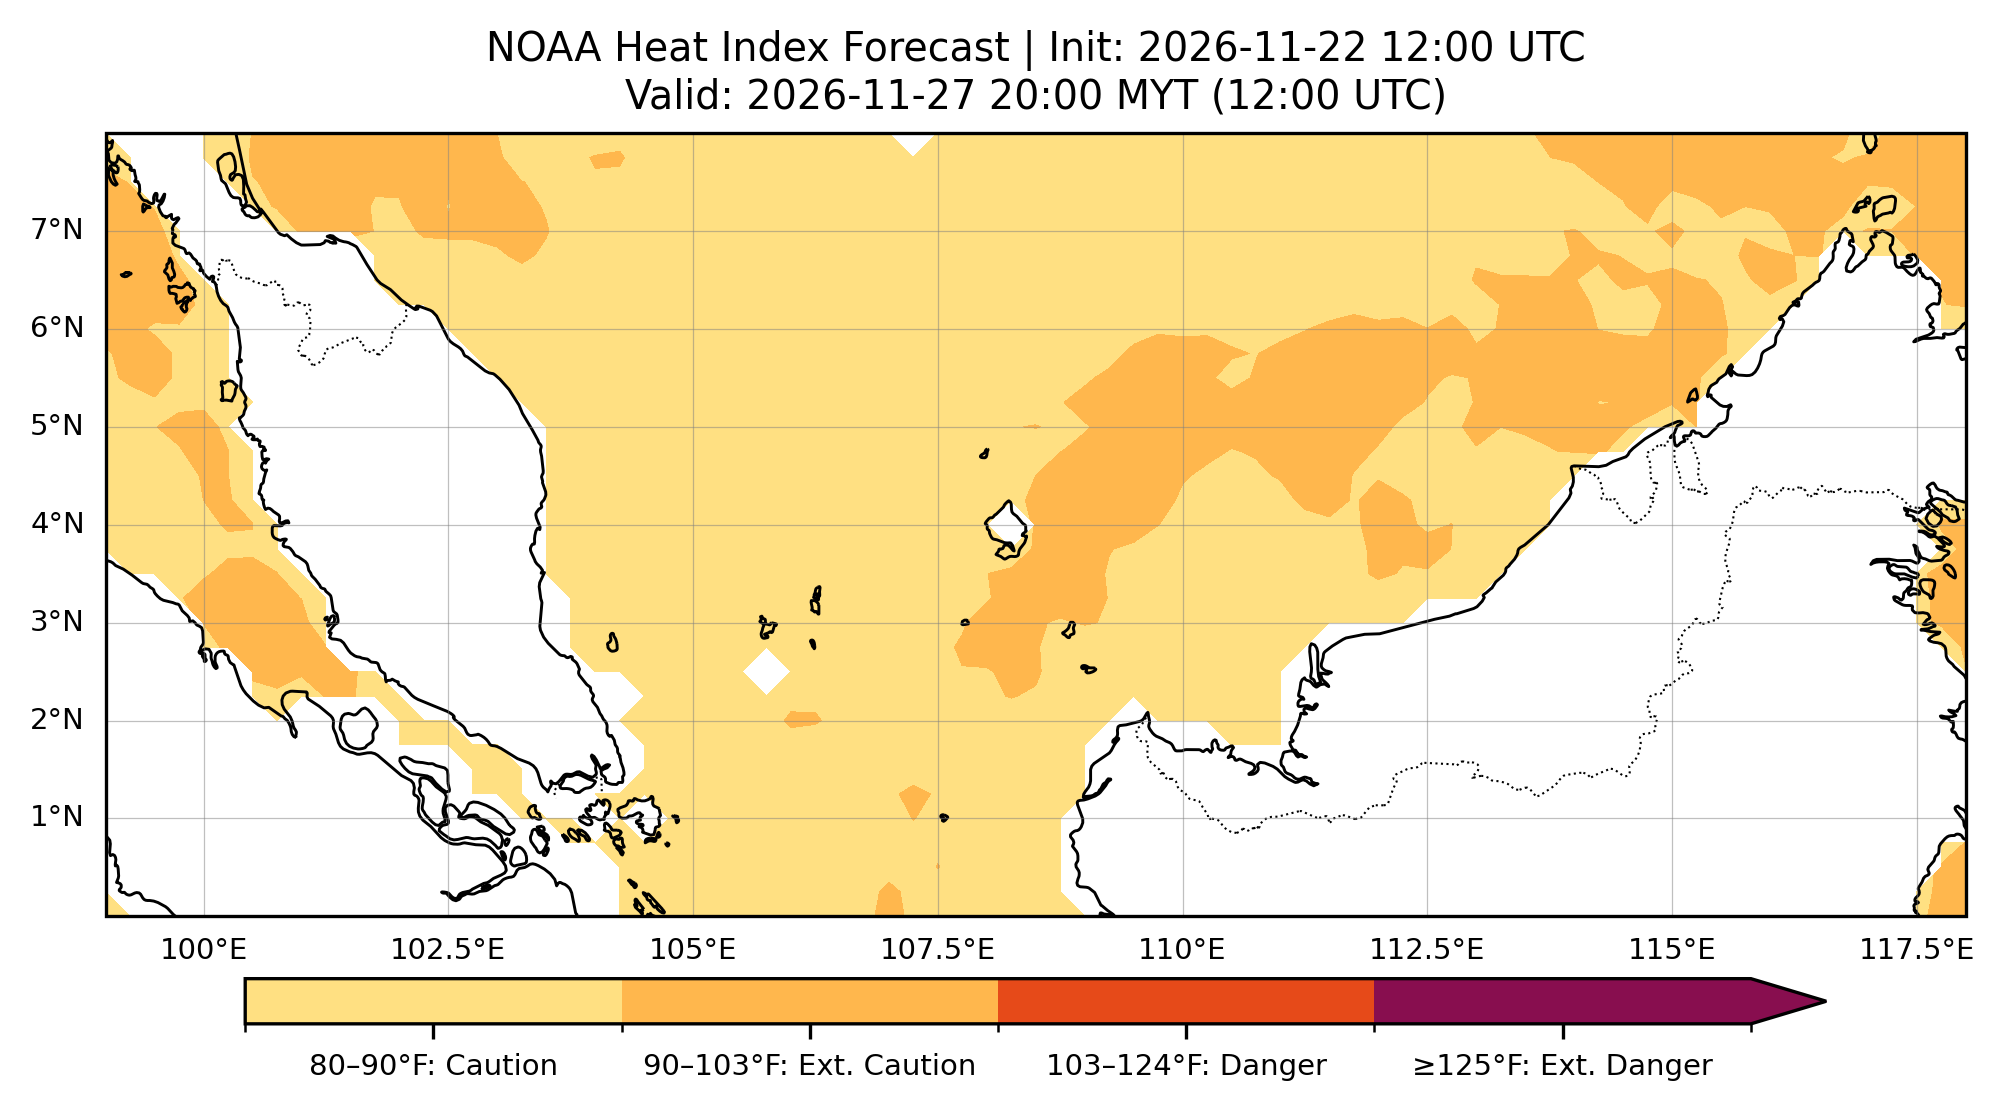 NOAA Heat Index Forecast | Init: 2026-11-22 12:00 UTC
Valid: 2026-11-27 20:00 MYT (12:00 UTC)
7°N
6°N
5°N
4°N
3°N
2°N
1°N
100°E
102.5°E
105°E
107.5°E
110°E
112.5°E
115°E
117.5°E
80–90°F: Caution
90–103°F: Ext. Caution
103–124°F: Danger
≥125°F: Ext. Danger